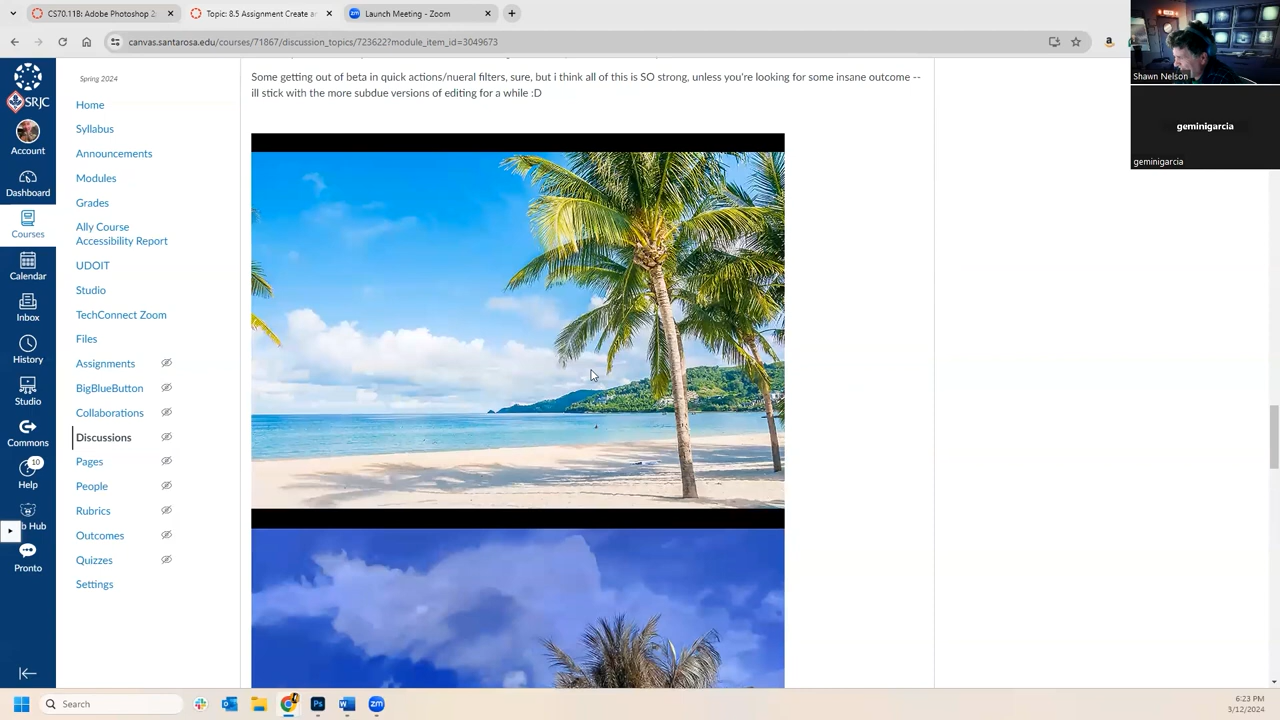 CS70.11B: Adobe Photoshop 2
Topic: 8.5 Assignment Create an
Launch Meeting - Zoom
canvas.santarosa.edu/courses/71867/discussion_topics/723622?module_item_id=3049673
Shawn Nelson
geminigarcia
geminigarcia
SRJC
Account
Dashboard
Courses
Calendar
Inbox
History
Studio
Commons
10
Help
b Hub
Pronto
Spring 2024
Home
Syllabus
Announcements
Modules
Grades
Ally Course
Accessibility Report
UDOIT
Studio
TechConnect Zoom
Files
Assignments
BigBlueButton
Collaborations
Discussions
Pages
People
Rubrics
Outcomes
Quizzes
Settings
Some getting out of beta in quick actions/nueral filters, sure, but i think all of this is SO strong, unless you're looking for some insane outcome --
ill stick with the more subdue versions of editing for a while :D
Search
6:23 PM
3/12/2024